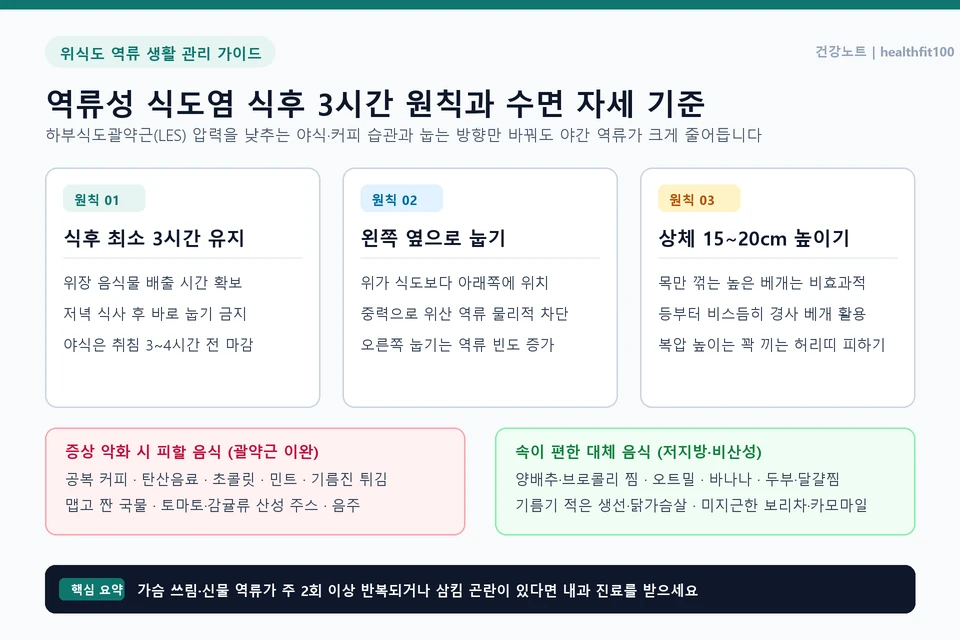 위식도 역류 생활 관리 가이드
건강노트 | healthfit100
역류성 식도염 식후 3시간 원칙과 수면 자세 기준
하부식도괄약근(LES) 압력을 낮추는 야식·커피 습관과 눕는 방향만 바꿔도 야간 역류가 크게 줄어듭니다
원칙 01
식후 최소 3시간 유지
위장 음식물 배출 시간 확보
저녁 식사 후 바로 눕기 금지
야식은 취침 3~4시간 전 마감
원칙 02
왼쪽 옆으로 눕기
위가 식도보다 아래쪽에 위치
중력으로 위산 역류 물리적 차단
오른쪽 눕기는 역류 빈도 증가
원칙 03
상체 15~20cm 높이기
목만 꺾는 높은 베개는 비효과적
등부터 비스듬히 경사 베개 활용
복압 높이는 꽉 끼는 허리띠 피하기
증상 악화 시 피할 음식 (괄약근 이완)
공복 커피 · 탄산음료 · 초콜릿 · 민트 · 기름진 튀김
맵고 짠 국물 · 토마토·감귤류 산성 주스 · 음주
속이 편한 대체 음식 (저지방·비산성)
양배추·브로콜리 찜 · 오트밀 · 바나나 · 두부·달걀찜
기름기 적은 생선·닭가슴살 · 미지근한 보리차·카모마일
핵심 요약
가슴 쓰림·신물 역류가 주 2회 이상 반복되거나 삼킴 곤란이 있다면 내과 진료를 받으세요